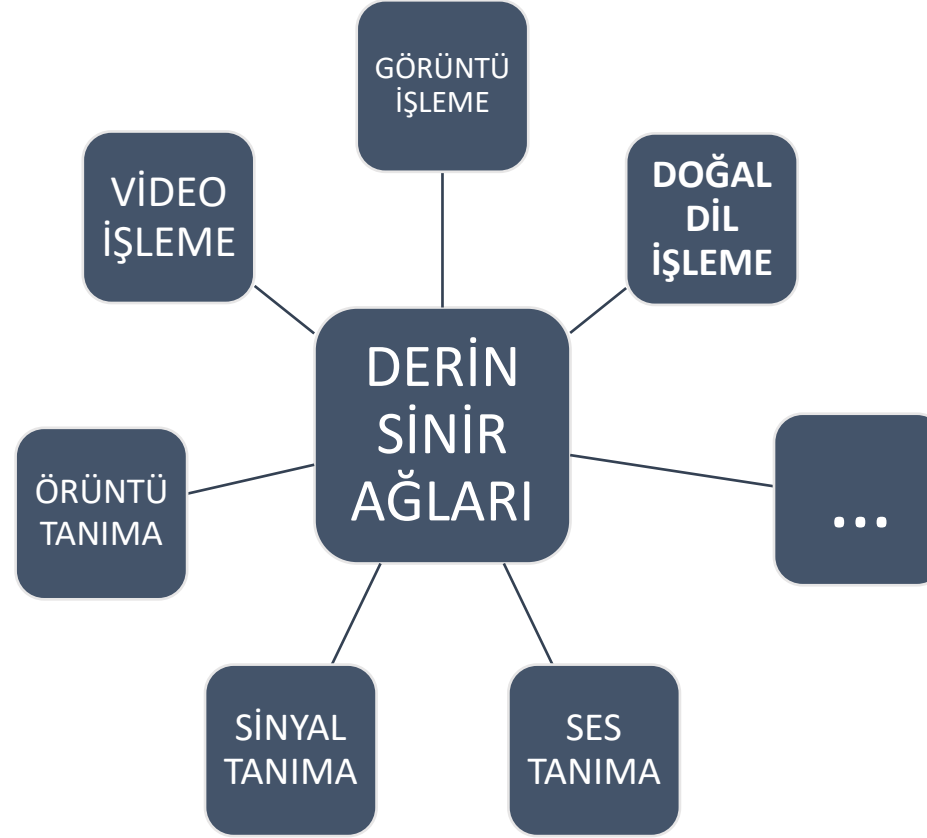 GÖRÜNTÜ
İŞLEME
VİDEO
İŞLEME
DOĞAL
DİL
İŞLEME
DERİN
SİNİR
AĞLARI
ÖRÜNTÜ
TANIMA
...
SİNYAL
TANIMA
SES
TANIMA